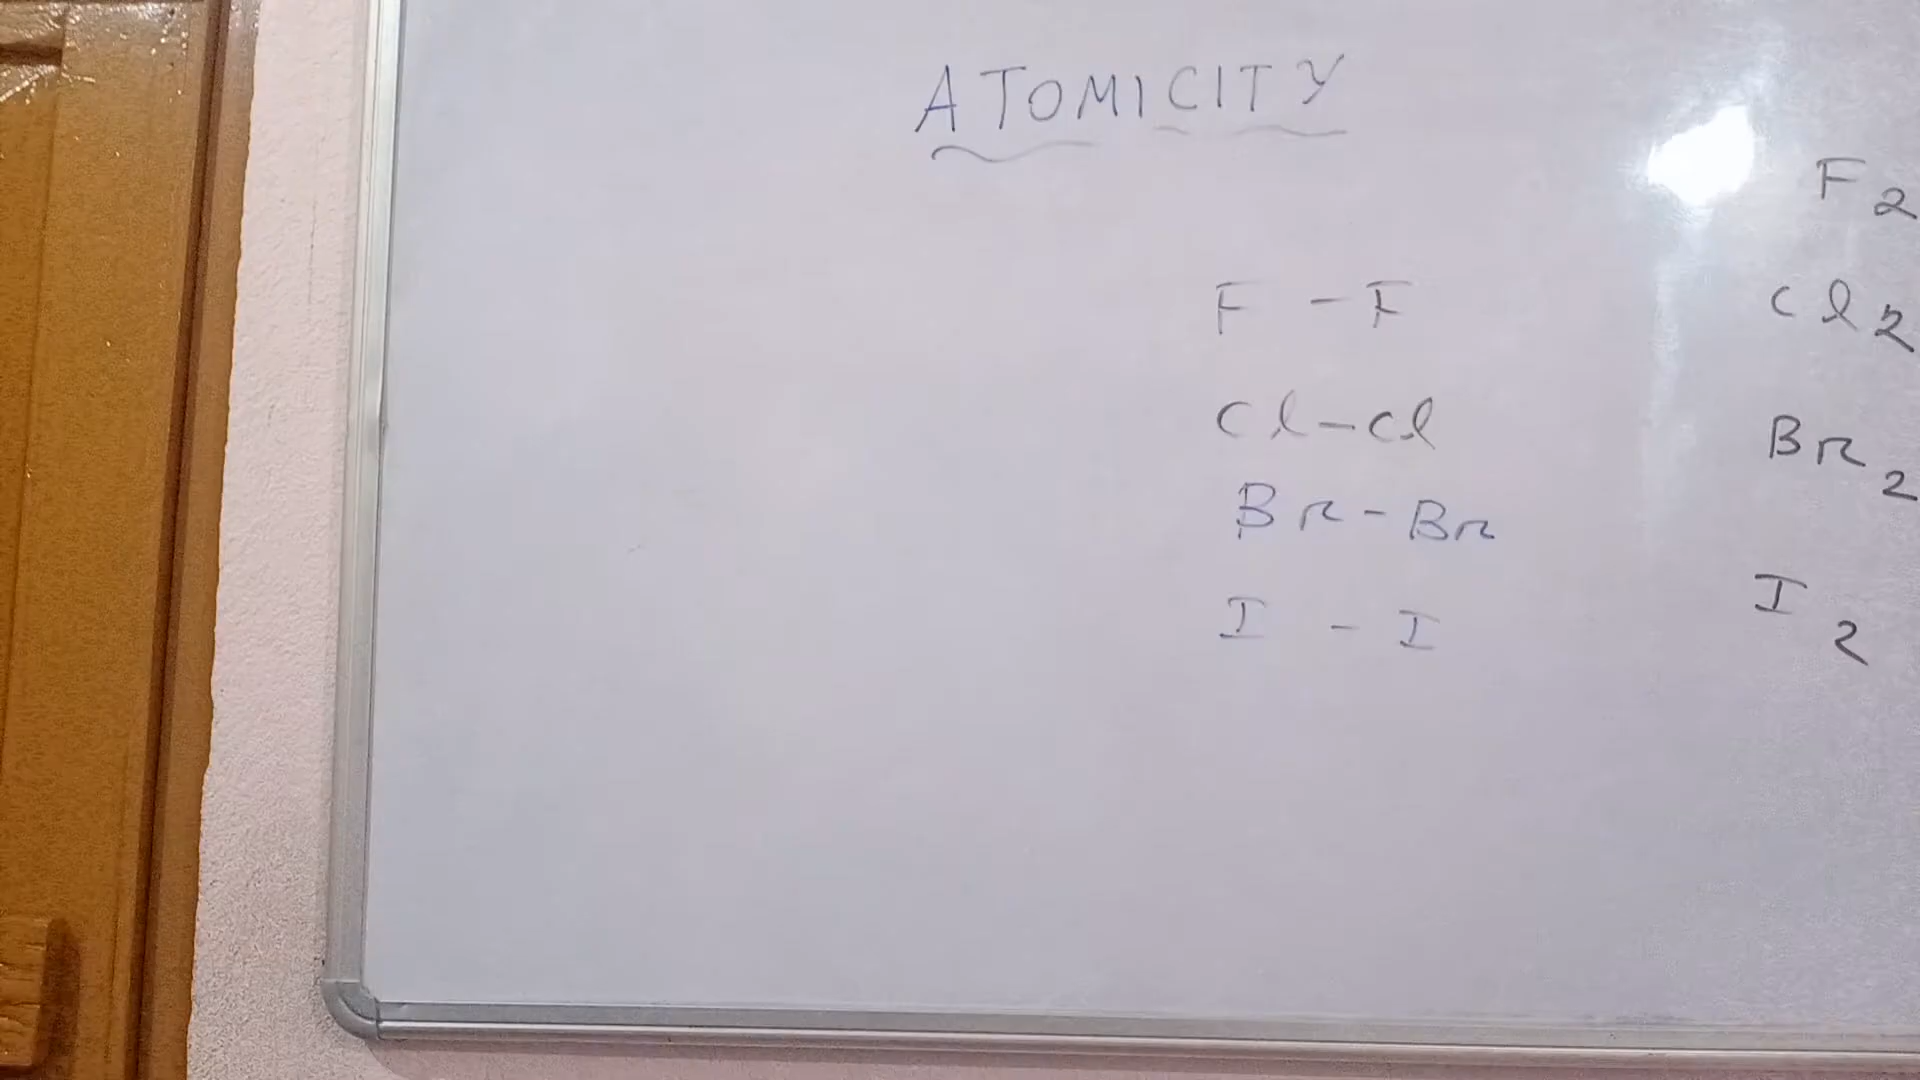 ATOMICITY
F - F
Cl - Cl
Br - Br
I - I
F2
Cl2
Br2
I2